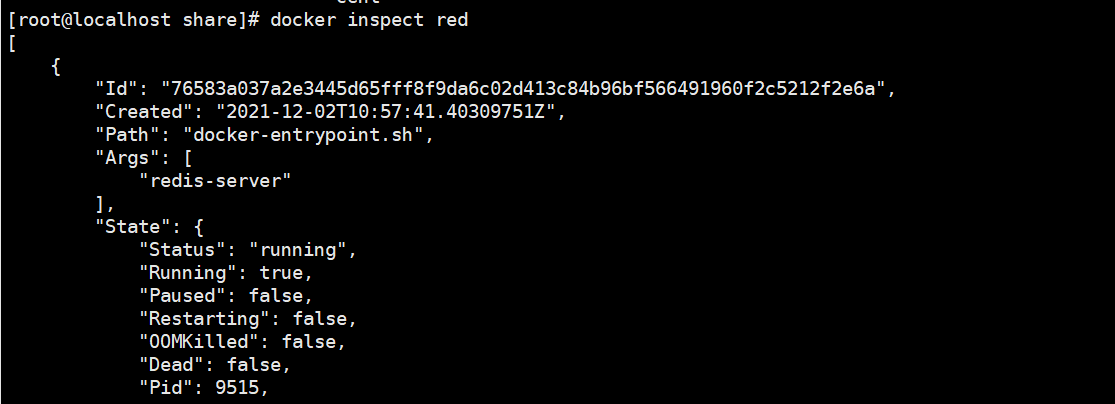 [root@localhost share]# docker inspect red
[
    {
        "Id": "76583a037a2e3445d65fff8f9da6c02d413c84b96bf566491960f2c5212f2e6a",
        "Created": "2021-12-02T10:57:41.40309751Z",
        "Path": "docker-entrypoint.sh",
        "Args": [
            "redis-server"
        ],
        "State": {
            "Status": "running",
            "Running": true,
            "Paused": false,
            "Restarting": false,
            "OOMKilled": false,
            "Dead": false,
            "Pid": 9515,